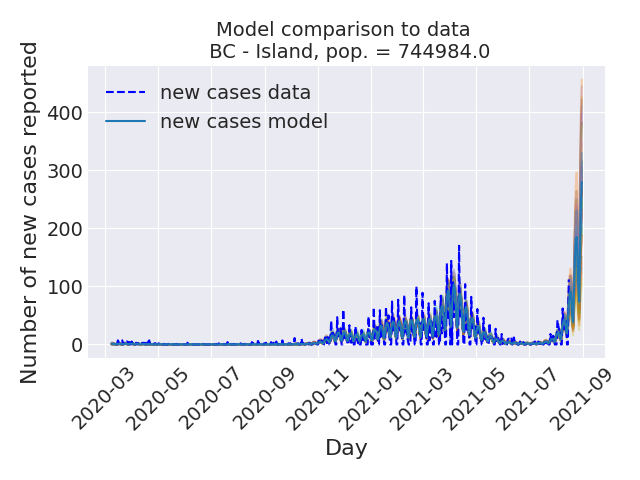 Model comparison to data
BC - Island, pop. = 744984.0
Number of new cases reported
400
300
200
100
0
new cases data
new cases model
2020-03
2020-05
2020-07
2020-09
2020-11
2021-01
2021-03
2021-05
2021-07
2021-09
Day